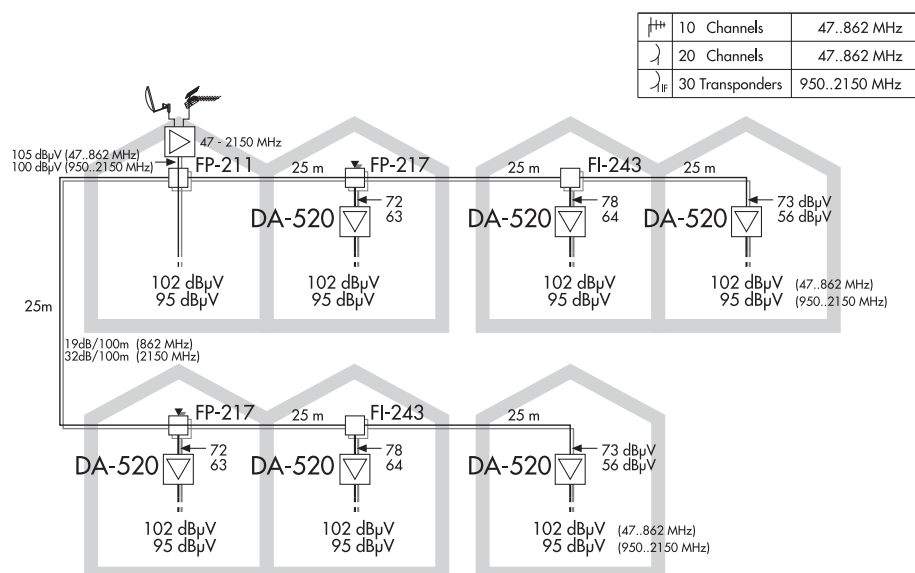 10 Channels 47..862 MHz
20 Channels 47..862 MHz
IF 30 Transponders 950..2150 MHz
47 - 2150 MHz
105 dBµV (47..862 MHz)
100 dBµV (950..2150 MHz)
FP-211 25 m FP-217 25 m FI-243 25 m
DA-520 72
63
DA-520 78
64
DA-520 73 dBµV
56 dBµV
102 dBµV
95 dBµV
102 dBµV
95 dBµV
102 dBµV
95 dBµV
102 dBµV (47..862 MHz)
95 dBµV (950..2150 MHz)
25m
19dB/100m (862 MHz)
32dB/100m (2150 MHz)
FP-217 25 m FI-243 25 m
DA-520 72
63
DA-520 78
64
DA-520 73 dBµV
56 dBµV
102 dBµV
95 dBµV
102 dBµV
95 dBµV
102 dBµV (47..862 MHz)
95 dBµV (950..2150 MHz)